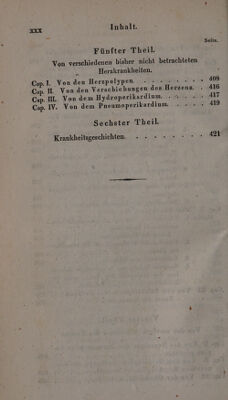 xxx Inhalt.
Seite.
Fünfter Theil.
Von verschiedenen bisher nicht betrachteten
Herzkrankheiten.
Cap. I. Von den Herzpolypen. . . . . . . . . 408
Cap. II. Von den Verschiebungen des Herzens. . 416
Cap. III. Von dem Hydroperikardium. . . . . . 417
Cap. IV. Von dem Pneumoperikardium. . . . . 419
Sechster Theil.
Krankheitsgeschichten. . . . . . . . . 421